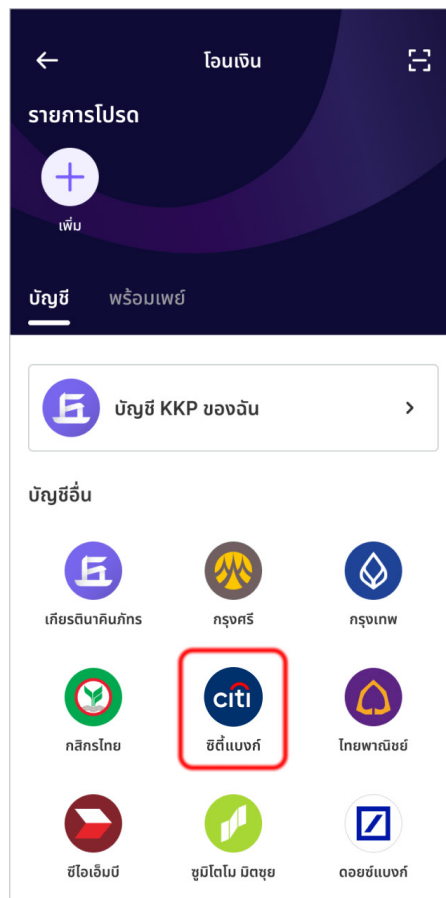 โอนเงิน
รายการโปรด
เพิ่ม
บัญชี พร้อมเพย์
บัญชี KKP ของฉัน
บัญชีอื่น
เกียรตินาคินภัทร กรุงศรี กรุงเทพ
citi
กสิกรไทย ซิตี้แบงก์ ไทยพาณิชย์
ซีไอเอ็มบี ซูมิโตโม มิตซุย ดอยซ์แบงก์